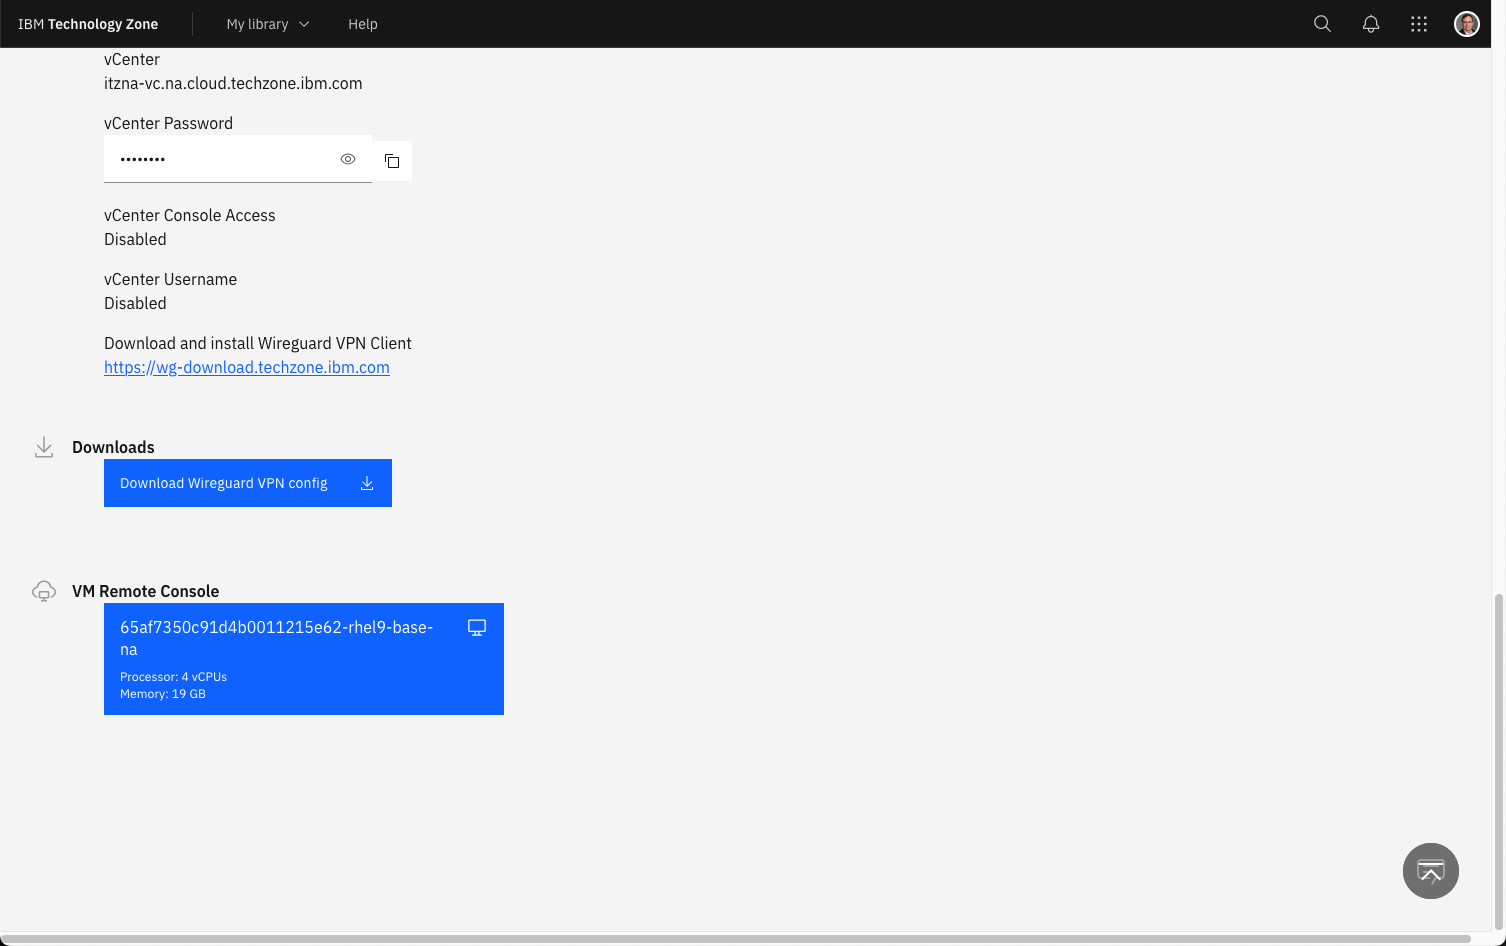 IBM Technology Zone
My library
Help
vCenter
itzna-vc.na.cloud.techzone.ibm.com
vCenter Password
••••••••
vCenter Console Access
Disabled
vCenter Username
Disabled
Download and install Wireguard VPN Client
https://wg-download.techzone.ibm.com
Downloads
Download Wireguard VPN config
VM Remote Console
65af7350c91d4b0011215e62-rhel9-base-
na
Processor: 4 vCPUs
Memory: 19 GB